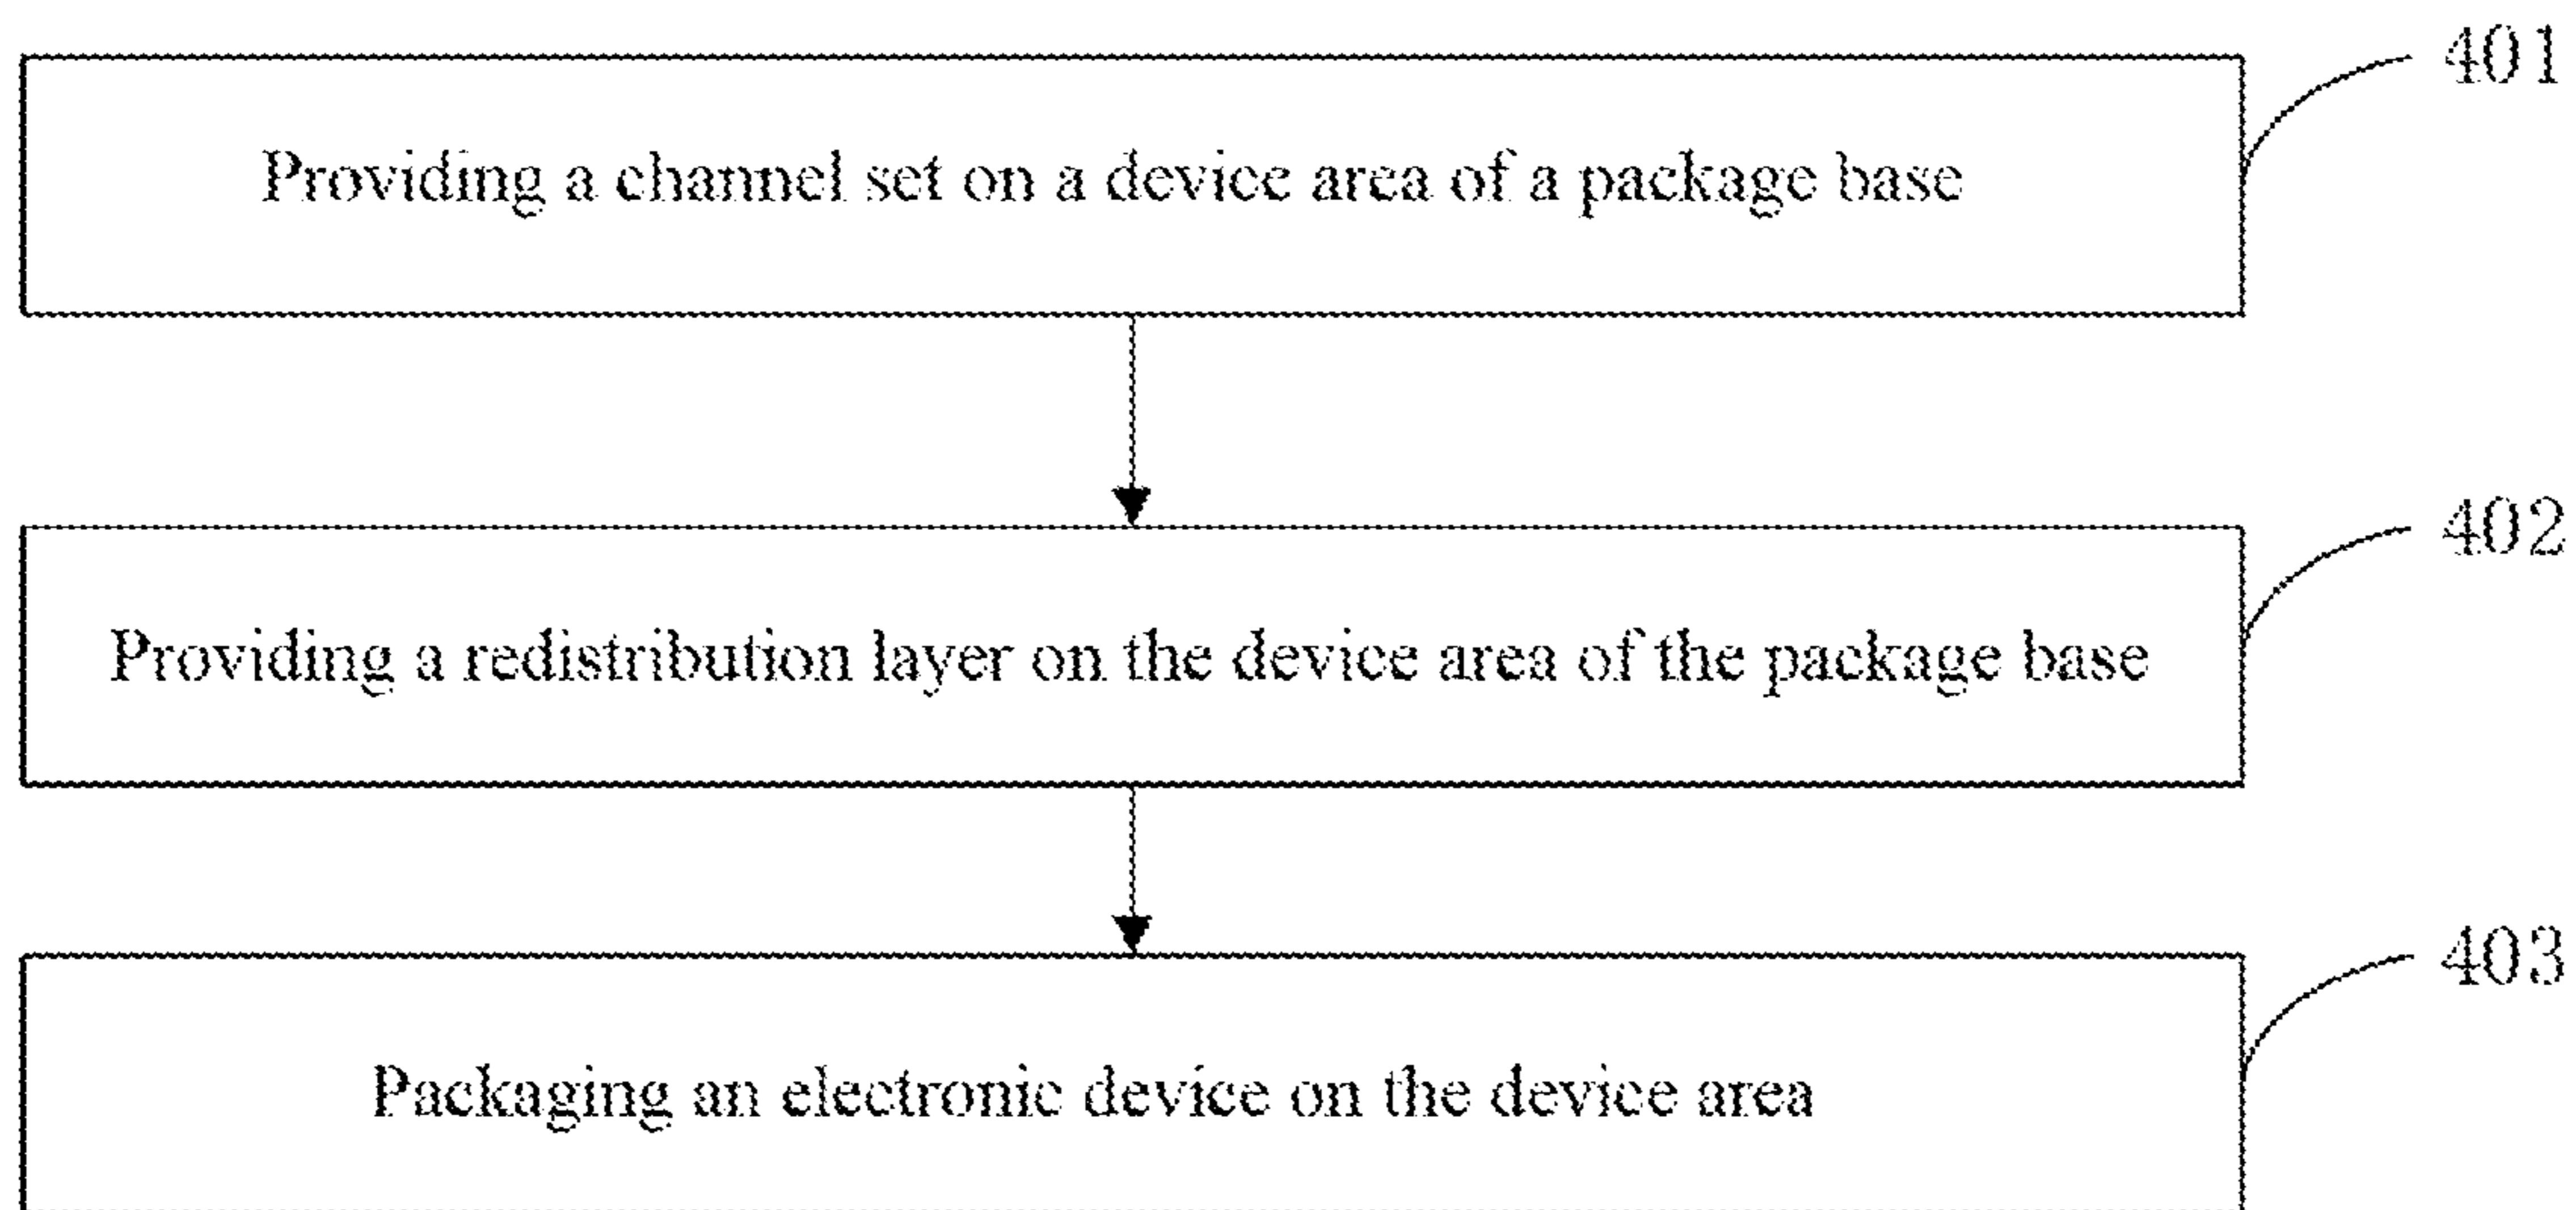 401
Providing a channel set on a device area of a package base
402
Providing a redistribution layer on the device area of the package base
403
Packaging an electronic device on the device area